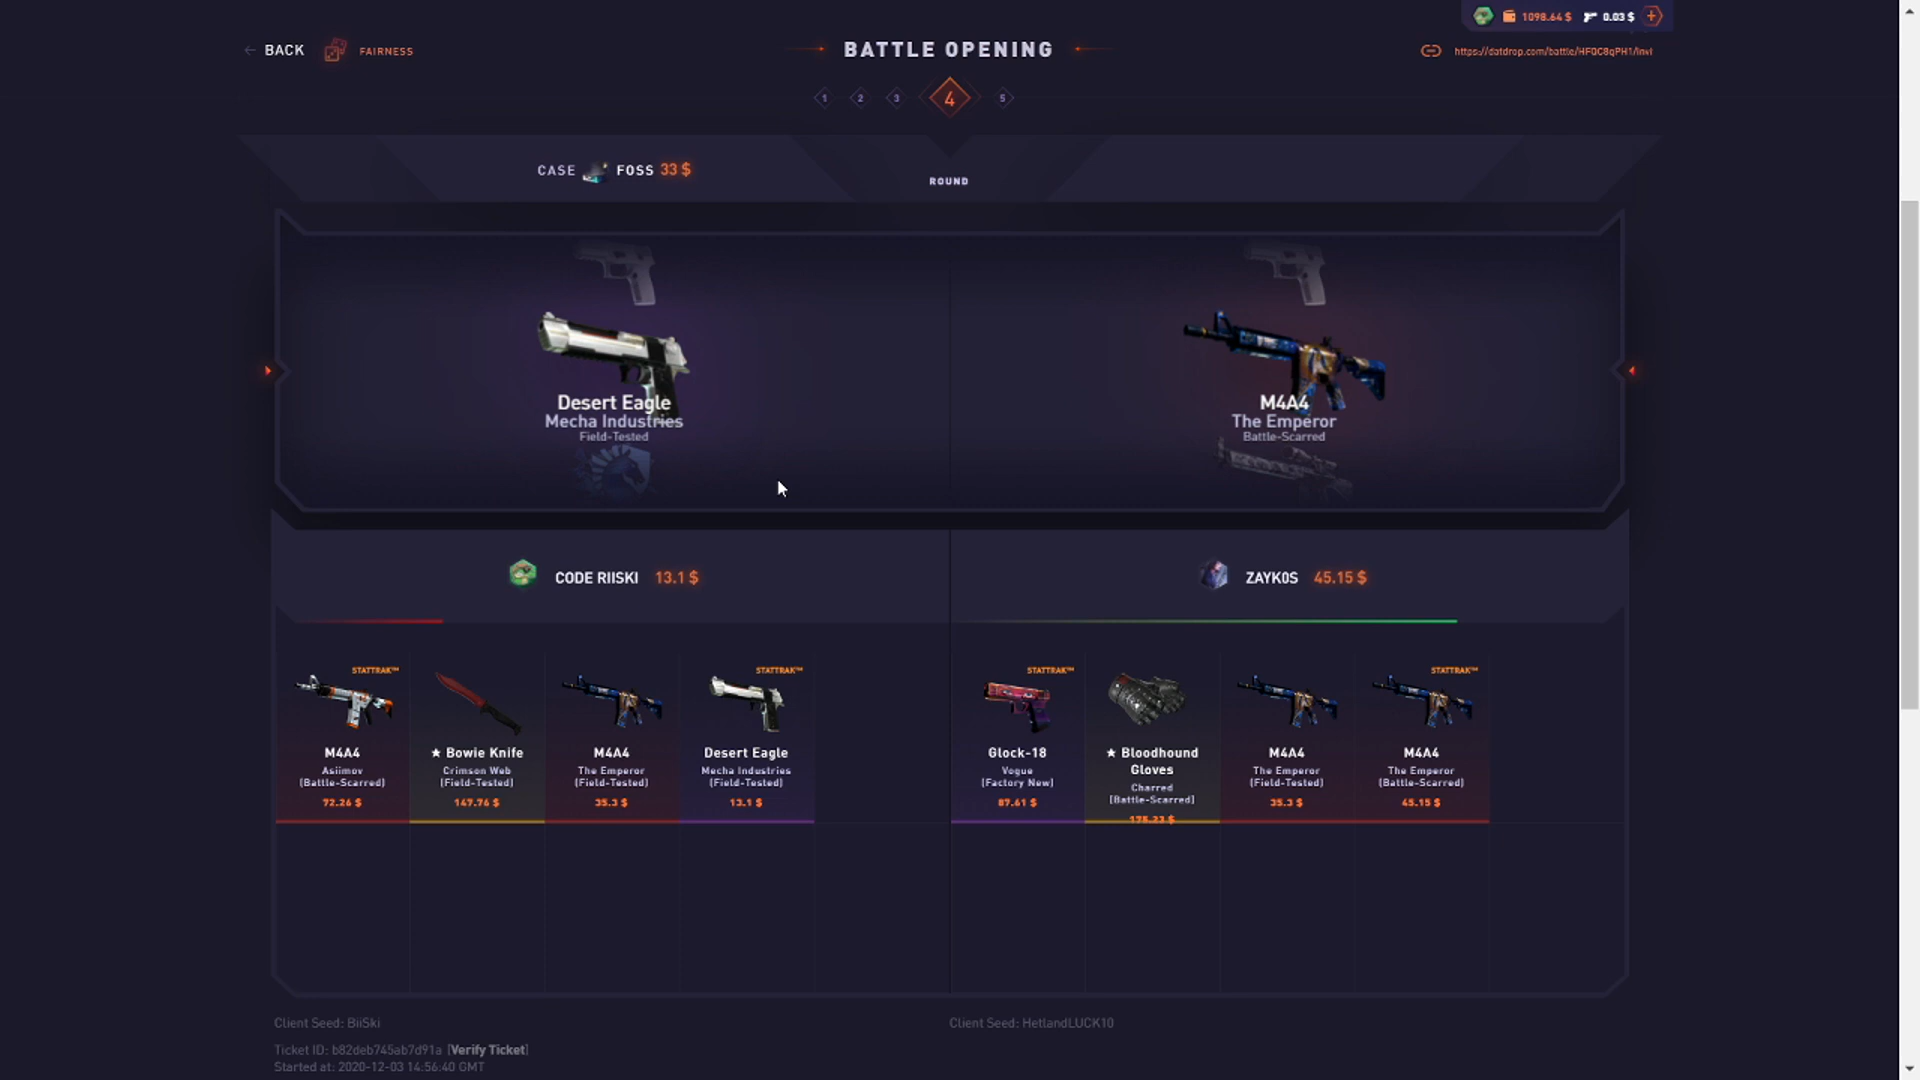 1098.64 $ 0.03 $
← BACK FAIRNESS
BATTLE OPENING
https://datdrop.com/battle/HFQC8qPH1/Invi
1 2 3 4 5
CASE FOSS 33 $
ROUND
Desert Eagle
Mecha Industries
Field-Tested
M4A4
The Emperor
Battle-Scarred
CODE RIISKI 13.1 $
ZAYK0S 45.15 $
STATTRAK™
M4A4
Asiimov
(Battle-Scarred)
72.26 $
★ Bowie Knife
Crimson Web
(Field-Tested)
147.76 $
M4A4
The Emperor
(Field-Tested)
35.3 $
STATTRAK™
Desert Eagle
Mecha Industries
(Field-Tested)
13.1 $
STATTRAK™
Glock-18
Vogue
(Factory New)
87.61 $
★ Bloodhound
Gloves
Charred
(Battle-Scarred)
175.23 $
M4A4
The Emperor
(Field-Tested)
35.3 $
STATTRAK™
M4A4
The Emperor
(Battle-Scarred)
45.15 $
Client Seed: BiiSki
Client Seed: HetlandLUCK10
Ticket ID: b82deb745ab7d91a (Verify Ticket)
Started at: 2020-12-03 14:56:40 GMT